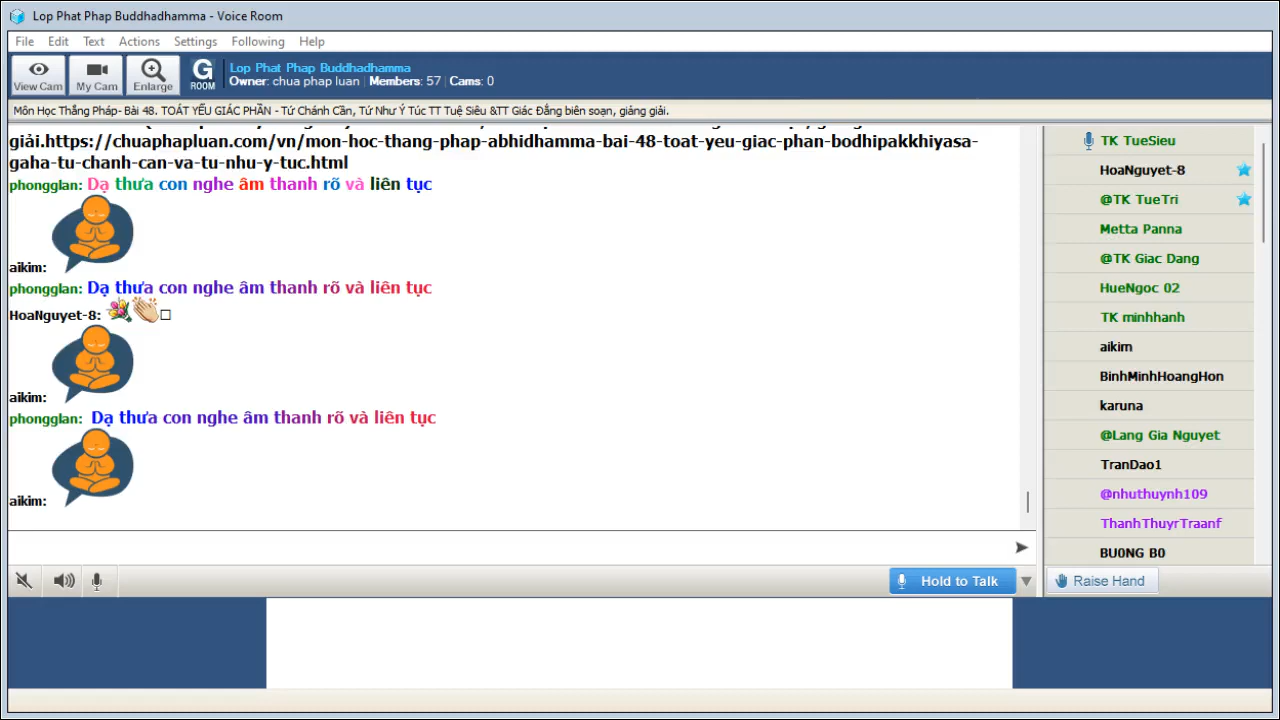 Lop Phat Phap Buddhadhamma - Voice Room
File Edit Text Actions Settings Following Help
View Cam My Cam Enlarge G ROOM
Lop Phat Phap Buddhadhamma
Owner: chua phap luan | Members: 57 | Cams: 0
Môn Học Thắng Pháp- Bài 48. TOÁT YẾU GIÁC PHẦN - Tứ Chánh Cần, Tứ Như Ý Túc TT Tuệ Siêu &TT Giác Đẳng biên soạn, giảng giải.
giải.https://chuaphapluan.com/vn/mon-hoc-thang-phap-abhidhamma-bai-48-toat-yeu-giac-phan-bodhipakkhiyasa-
gaha-tu-chanh-can-va-tu-nhu-y-tuc.html
phongglan: Dạ thưa con nghe âm thanh rõ và liên tục
aikim:
phongglan: Dạ thưa con nghe âm thanh rõ và liên tục
HoaNguyet-8:
aikim:
phongglan: Dạ thưa con nghe âm thanh rõ và liên tục
aikim:
TK TueSieu
HoaNguyet-8
@TK TueTri
Metta Panna
@TK Giac Dang
HueNgoc 02
TK minhhanh
aikim
BinhMinhHoangHon
karuna
@Lang Gia Nguyet
TranDao1
@nhuthuynh109
ThanhThuyrTraanf
BU0NG B0
Hold to Talk
Raise Hand